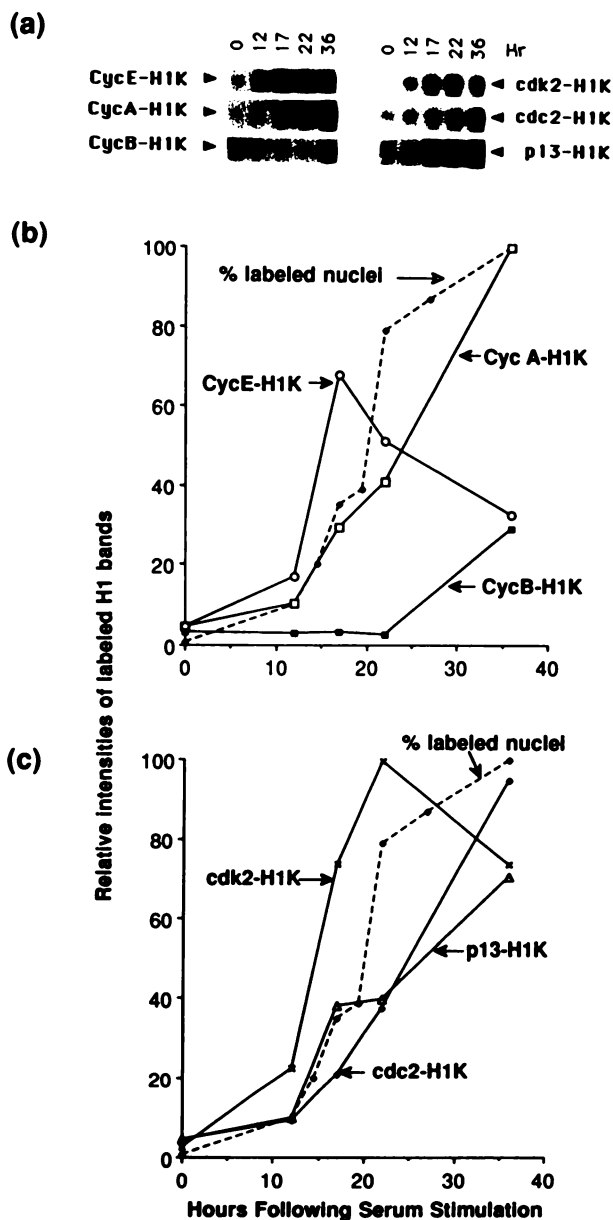 (a)
0 12 17 22 36
0 12 17 22 36 Hr
CycE-H1K
cdk2-H1K
CycA-H1K
cdc2-H1K
CycB-H1K
p13-H1K
(b)
Relative intensities of labeled H1 bands
100
80
60
40
20
0
% labeled nuclei
CycE-H1K
Cyc A-H1K
CycB-H1K
0 10 20 30 40
(c)
100
80
60
40
20
0
% labeled nuclei
cdk2-H1K
p13-H1K
cdc2-H1K
0 10 20 30 40
Hours Following Serum Stimulation